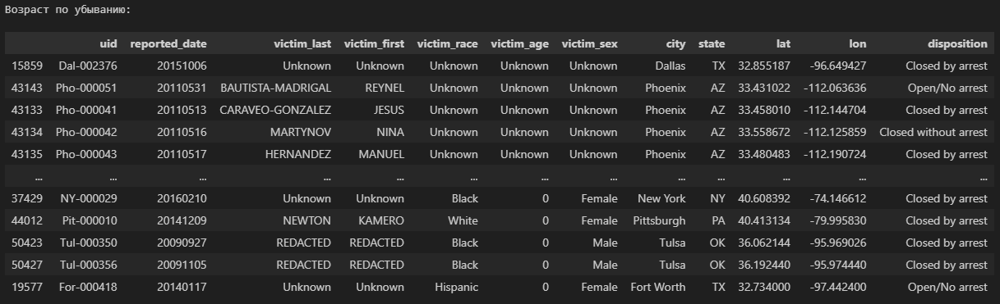 Возраст по убыванию:
uid reported_date victim_last victim_first victim_race victim_age victim_sex city state lat lon disposition
15859 Dal-002376 20151006 Unknown Unknown Unknown Unknown Unknown Dallas TX 32.855187 -96.649427 Closed by arrest
43143 Pho-000051 20110531 BAUTISTA-MADRIGAL REYNEL Unknown Unknown Unknown Phoenix AZ 33.431022 -112.063636 Open/No arrest
43133 Pho-000041 20110513 CARAVEO-GONZALEZ JESUS Unknown Unknown Unknown Phoenix AZ 33.458010 -112.144704 Closed by arrest
43134 Pho-000042 20110516 MARTYNOV NINA Unknown Unknown Unknown Phoenix AZ 33.558672 -112.125859 Closed without arrest
43135 Pho-000043 20110517 HERNANDEZ MANUEL Unknown Unknown Unknown Phoenix AZ 33.480483 -112.190724 Closed by arrest
... ... ... ... ... ... ... ... ... ... ... ... ...
37429 NY-000029 20160210 Unknown Unknown Black 0 Female New York NY 40.608392 -74.146612 Closed by arrest
44012 Pit-000010 20141209 NEWTON KAMERO White 0 Female Pittsburgh PA 40.413134 -79.995830 Closed by arrest
50423 Tul-000350 20090927 REDACTED REDACTED Black 0 Male Tulsa OK 36.062144 -95.969026 Closed by arrest
50427 Tul-000356 20091105 REDACTED REDACTED Black 0 Male Tulsa OK 36.192440 -95.974440 Closed by arrest
19577 For-000418 20140117 Unknown Unknown Hispanic 0 Female Fort Worth TX 32.734000 -97.442400 Open/No arrest